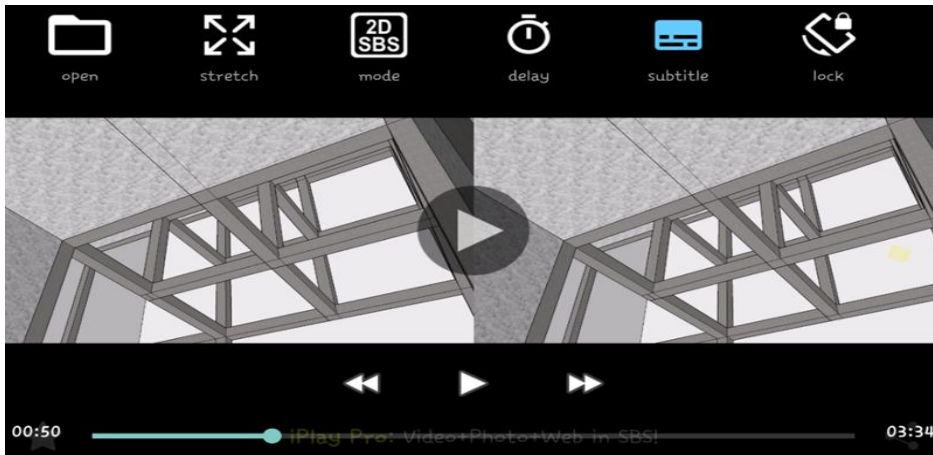 2D
SBS
open stretch mode delay subtitle lock
00:50 iPlay Pro: Video+Photo+Web in SBS! 03:34